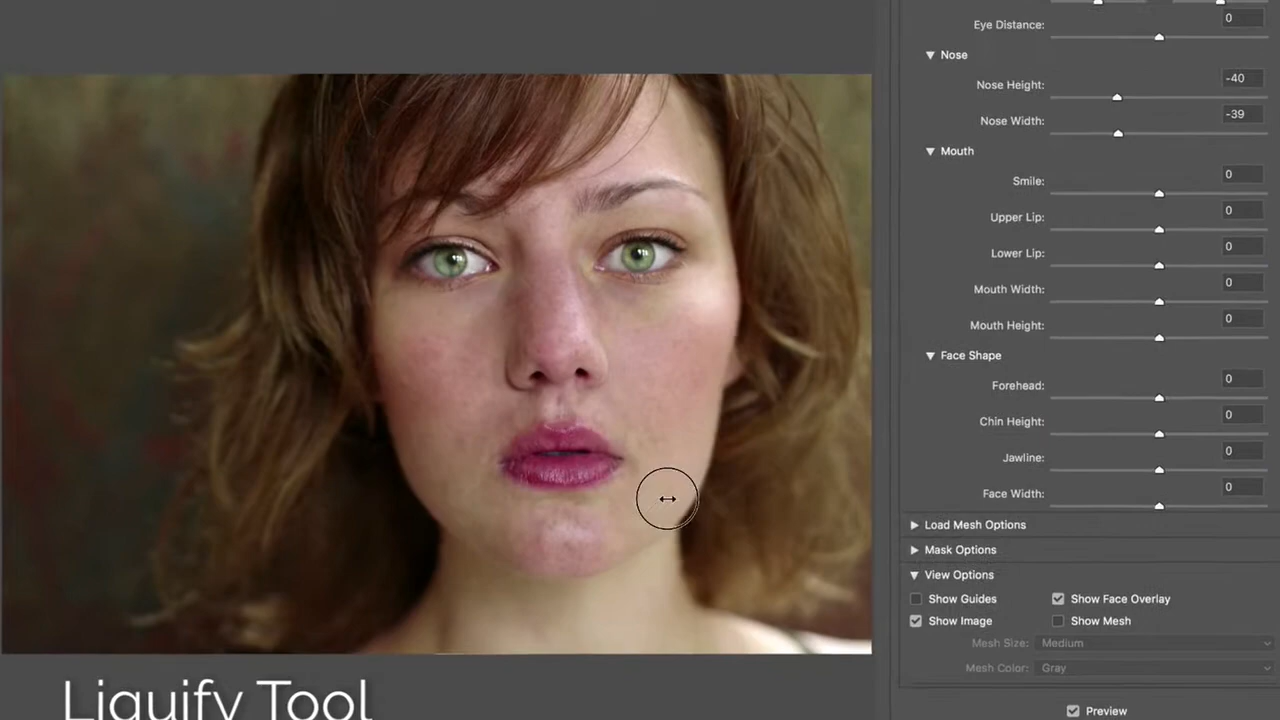 Eye Distance: 0
Nose
Nose Height: -40
Nose Width: -39
Mouth
Smile: 0
Upper Lip: 0
Lower Lip: 0
Mouth Width: 0
Mouth Height: 0
Face Shape
Forehead: 0
Chin Height: 0
Jawline: 0
Face Width: 0
Load Mesh Options
Mask Options
View Options
Show Guides Show Face Overlay
Show Image Show Mesh
Mesh Size: Medium
Mesh Color: Gray
Preview
Liquify Tool